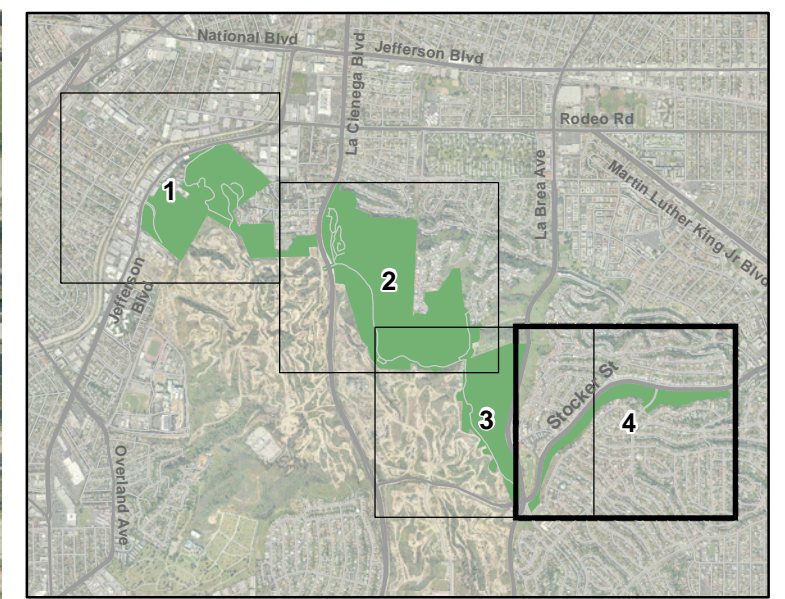 National Blvd
Jefferson Blvd
La Cienega Blvd
Rodeo Rd
Martin Luther King Jr Blvd
La Brea Ave
1
2
Jefferson
Blvd
Stocker St
3
4
Overland Ave